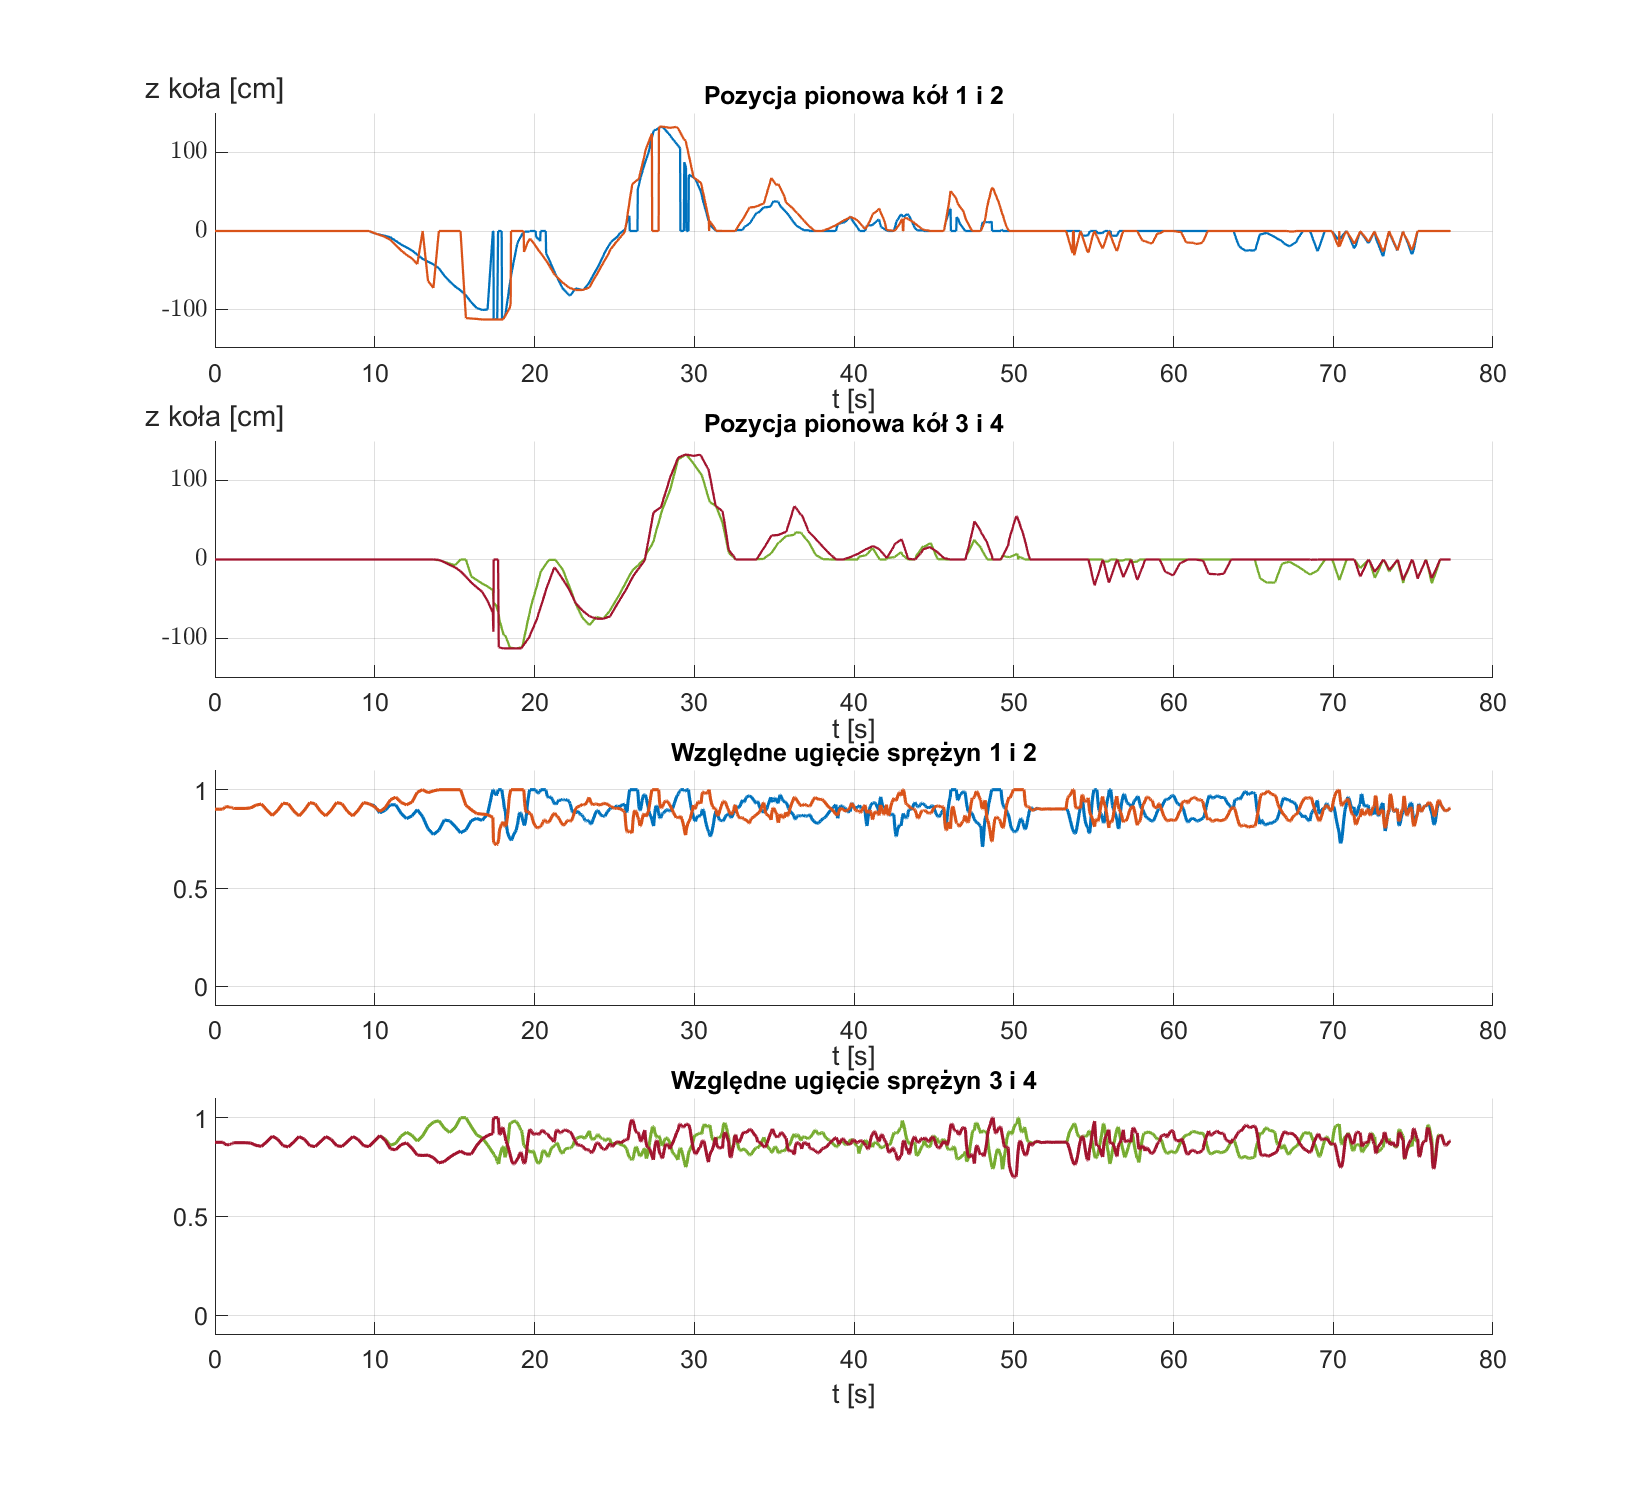 z koła [cm]
Pozycja pionowa kół 1 i 2
100
0
-100
0 10 20 30 40 50 60 70 80
t [s]
z koła [cm]
Pozycja pionowa kół 3 i 4
100
0
-100
0 10 20 30 40 50 60 70 80
t [s]
Względne ugięcie sprężyn 1 i 2
1
0.5
0
0 10 20 30 40 50 60 70 80
t [s]
Względne ugięcie sprężyn 3 i 4
1
0.5
0
0 10 20 30 40 50 60 70 80
t [s]